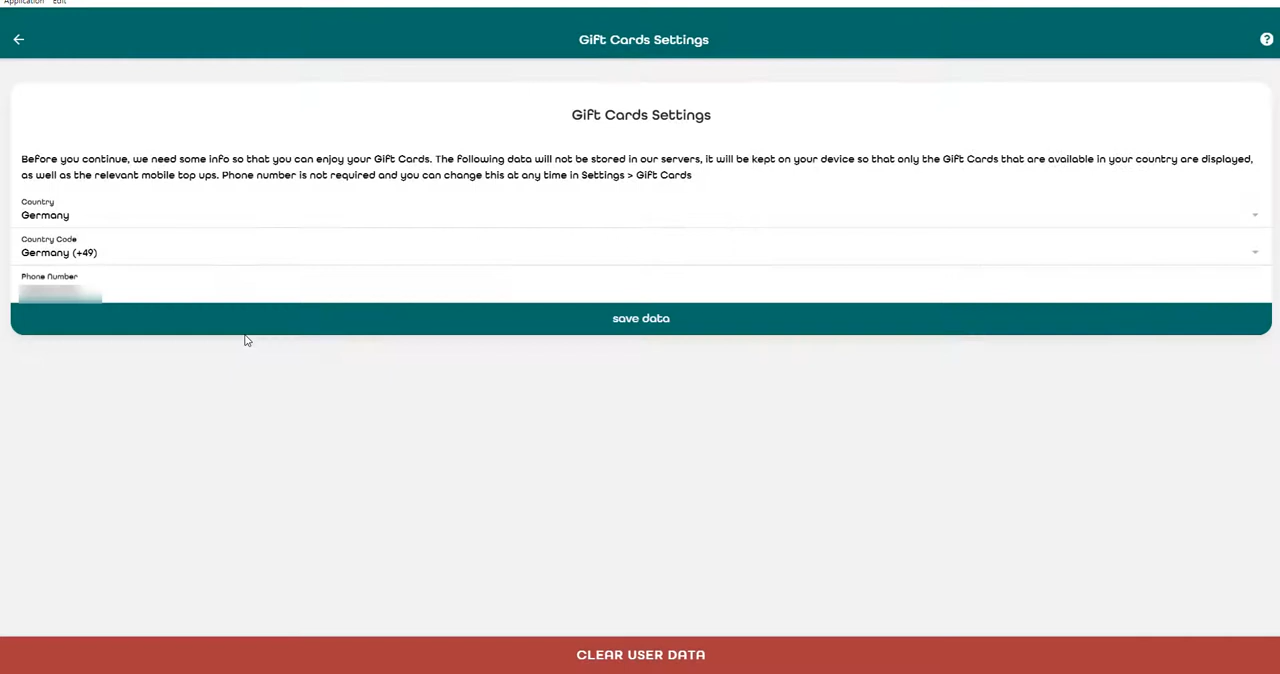 Application Edit
Gift Cards Settings
?
Gift Cards Settings
Before you continue, we need some info so that you can enjoy your Gift Cards. The following data will not be stored in our servers, it will be kept on your device so that only the Gift Cards that are available in your country are displayed,
as well as the relevant mobile top ups. Phone number is not required and you can change this at any time in Settings > Gift Cards
Country
Germany
Country Code
Germany (+49)
Phone Number
save data
CLEAR USER DATA